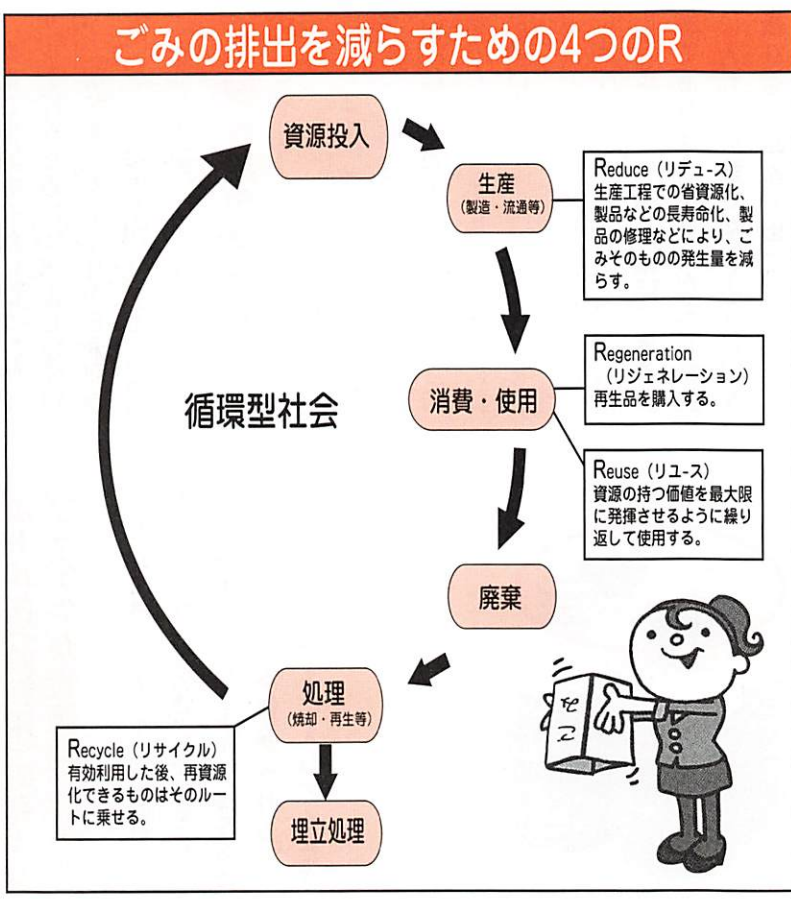 ごみの排出を減らすための4つのR
資源投入
生産
(製造・流通等)
Reduce（リデュ-ス）
生産工程での省資源化、
製品などの長寿命化、製
品の修理などにより、ご
みそのものの発生量を減
らす。
Regeneration
（リジェネレーション）
再生品を購入する。
消費・使用
循環型社会
Reuse（リユ-ス）
資源の持つ価値を最大限
に発揮させるように繰り
返して使用する。
廃棄
処理
(焼却・再生等)
Recycle（リサイクル）
有効利用した後、再資源
化できるものはそのルー
トに乗せる。
埋立処理
ごみ